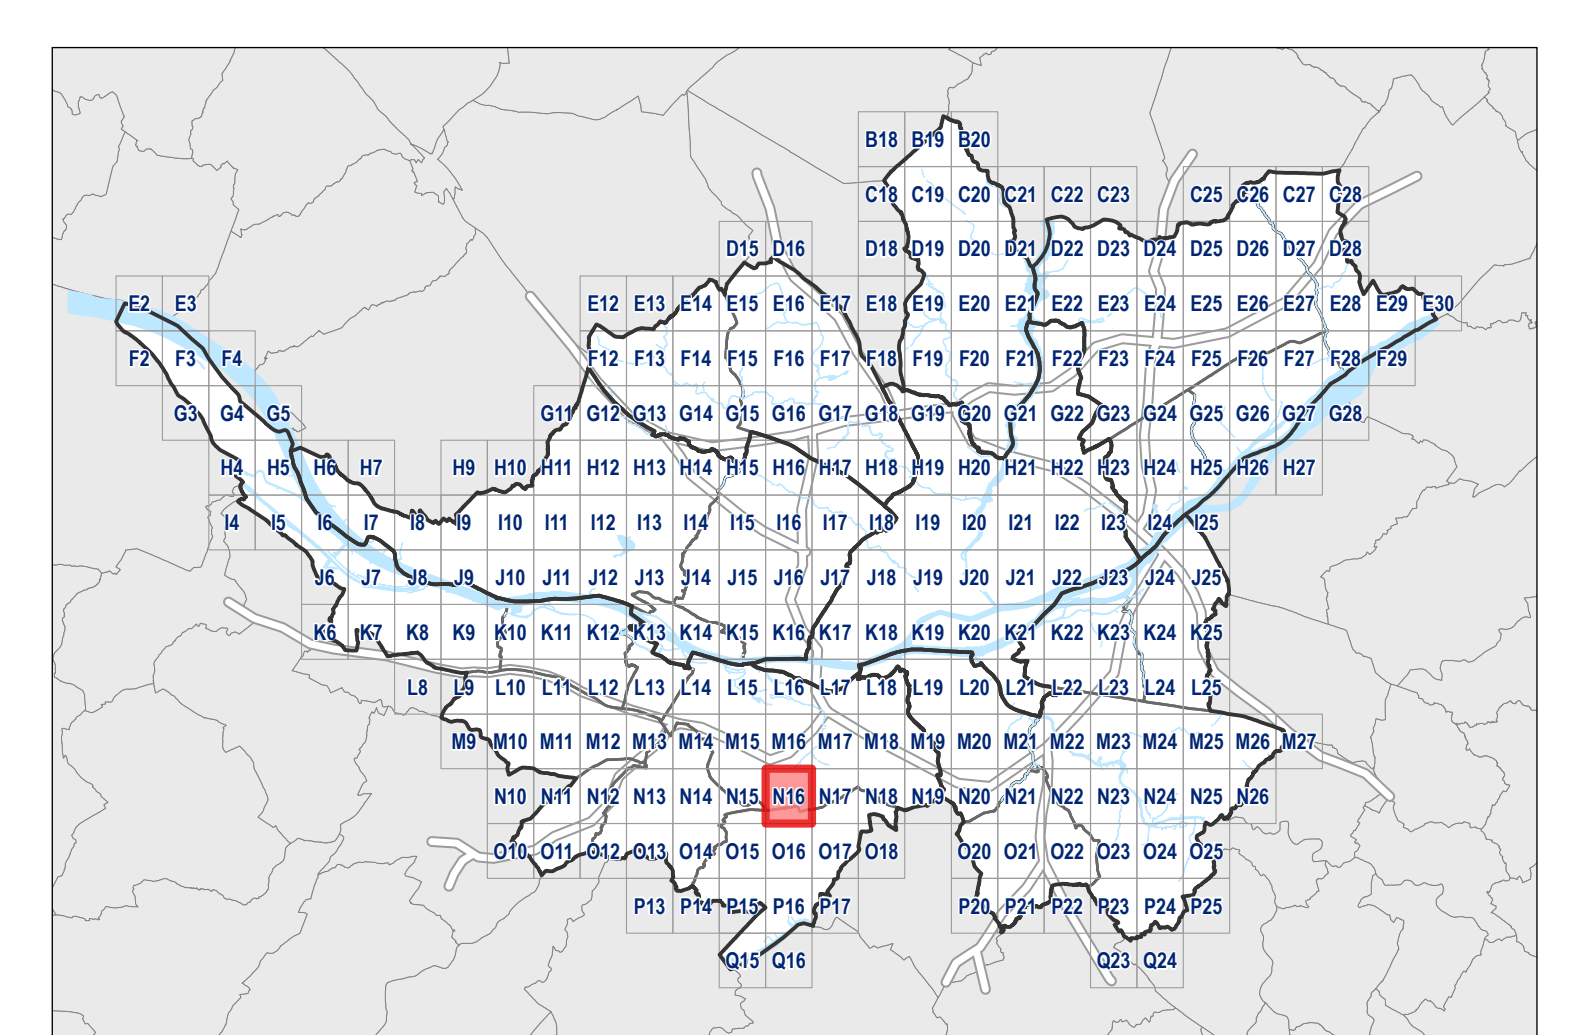 B18 B19 B20
C18 C19 C20 C21 C22 C23 C25 C26 C27 C28
D15 D16 D18 D19 D20 D21 D22 D23 D24 D25 D26 D27 D28
E2 E3 E12 E13 E14 E15 E16 E17 E18 E19 E20 E21 E22 E23 E24 E25 E26 E27 E28 E29 E30
F2 F3 F4 F12 F13 F14 F15 F16 F17 F18 F19 F20 F21 F22 F23 F24 F25 F26 F27 F28 F29
G3 G4 G5 G11 G12 G13 G14 G15 G16 G17 G18 G19 G20 G21 G22 G23 G24 G25 G26 G27 G28
H4 H5 H6 H7 H9 H10 H11 H12 H13 H14 H15 H16 H17 H18 H19 H20 H21 H22 H23 H24 H25 H26 H27
I4 I5 I6 I7 I8 I9 I10 I11 I12 I13 I14 I15 I16 I17 I18 I19 I20 I21 I22 I23 I24 I25
J6 J7 J8 J9 J10 J11 J12 J13 J14 J15 J16 J17 J18 J19 J20 J21 J22 J23 J24 J25
K6 K7 K8 K9 K10 K11 K12 K13 K14 K15 K16 K17 K18 K19 K20 K21 K22 K23 K24 K25
L8 L9 L10 L11 L12 L13 L14 L15 L16 L17 L18 L19 L20 L21 L22 L23 L24 L25
M9 M10 M11 M12 M13 M14 M15 M16 M17 M18 M19 M20 M21 M22 M23 M24 M25 M26 M27
N10 N11 N12 N13 N14 N15 N16 N17 N18 N19 N20 N21 N22 N23 N24 N25 N26
O10 O11 O12 O13 O14 O15 O16 O17 O18 O20 O21 O22 O23 O24 O25
P13 P14 P15 P16 P17 P20 P21 P22 P23 P24 P25
Q15 Q16 Q23 Q24